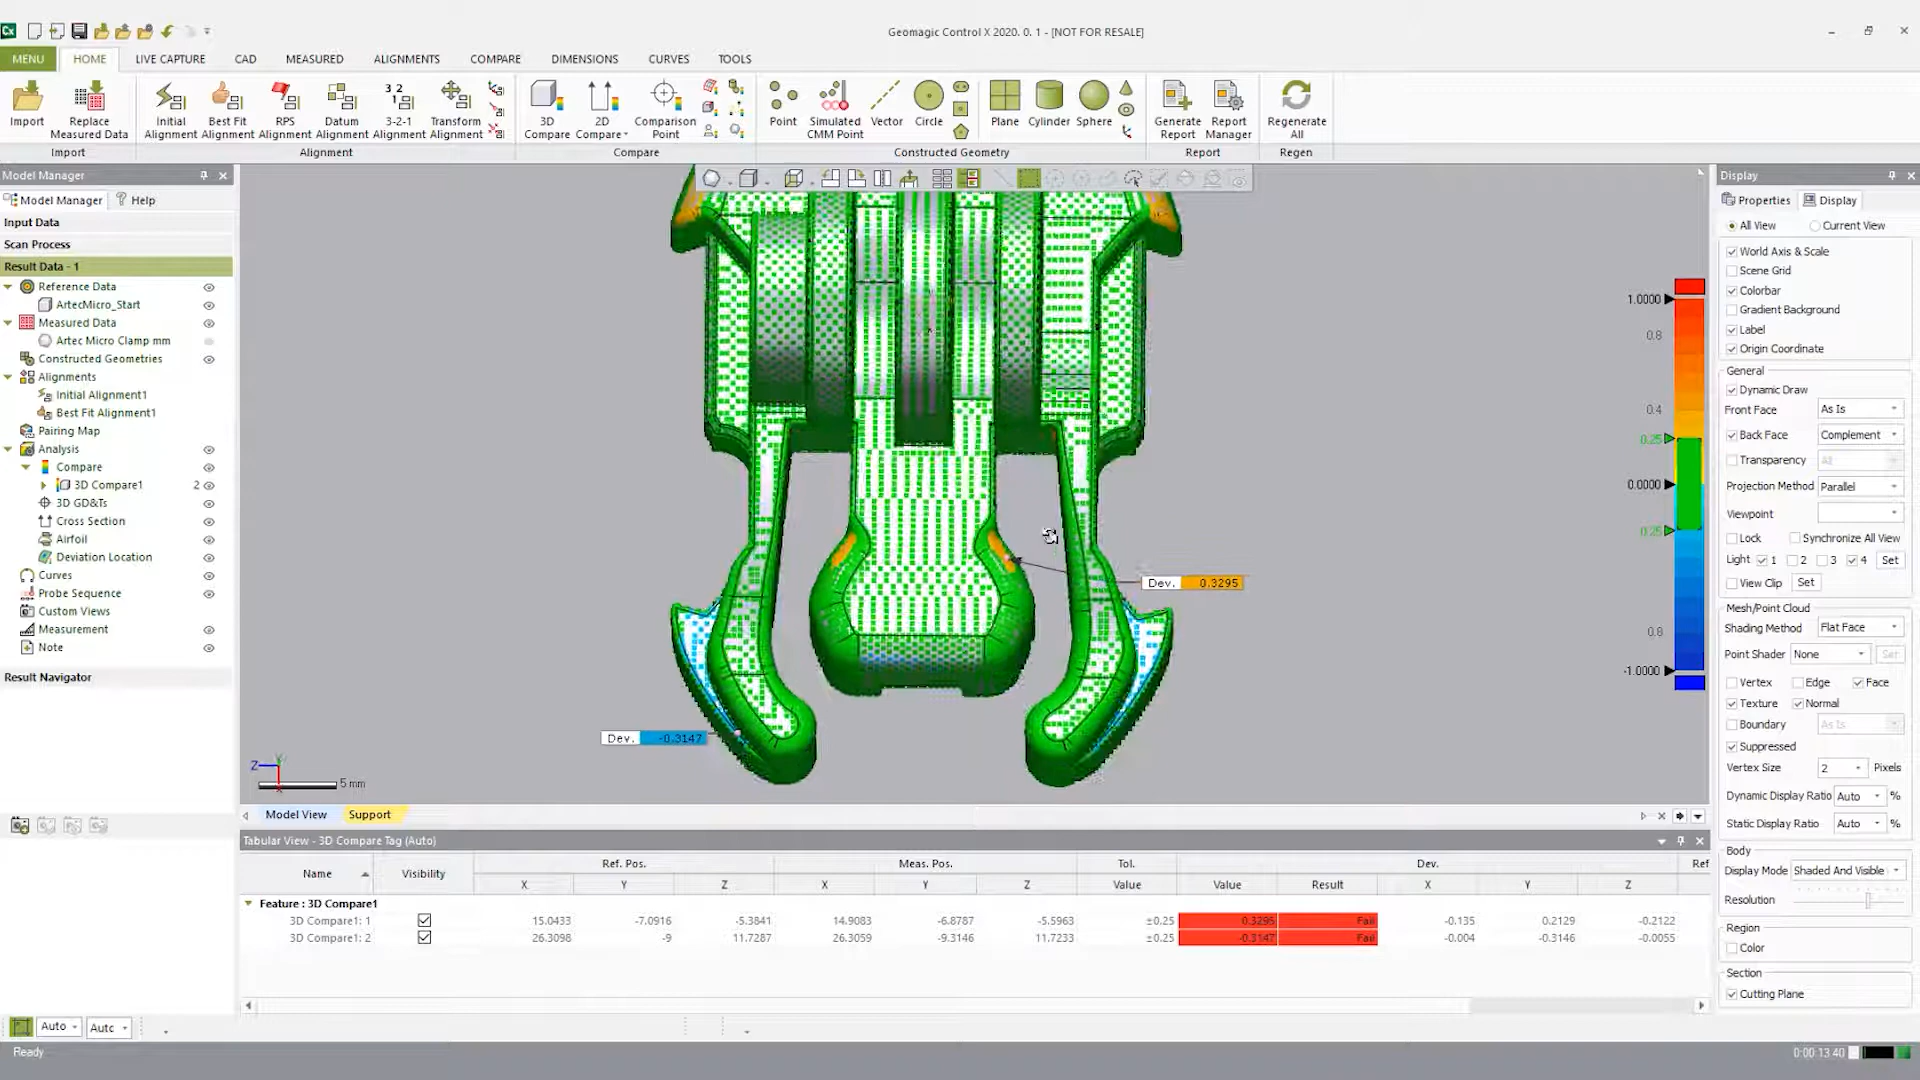 Cx
Geomagic Control X 2020. 0. 1 - [NOT FOR RESALE]
MENU HOME LIVE CAPTURE CAD MEASURED ALIGNMENTS COMPARE DIMENSIONS CURVES TOOLS
Import Replace Measured Data Initial Alignment Best Fit Alignment RPS Alignment Datum Alignment 3 2 1 3-2-1 Alignment Transform Alignment 3D Compare 2D Compare Comparison Point Point Simulated CMM Point Vector Circle Plane Cylinder Sphere Generate Report Report Manager Regenerate All
Import Alignment Compare Constructed Geometry Report Regen
Model Manager
Model Manager Help
Input Data
Scan Process
Result Data - 1
Reference Data
ArtecMicro_Start
Measured Data
Artec Micro Clamp mm
Constructed Geometries
Alignments
Initial Alignment1
Best Fit Alignment1
Pairing Map
Analysis
Compare
3D Compare1 2
3D GD&Ts
Cross Section
Airfoil
Deviation Location
Curves
Probe Sequence
Custom Views
Measurement
Note
Result Navigator
Dev. 0.3295
Dev. -0.3147
Z
5 mm
1.0000
0.8
0.4
0.25
0.0000
0.25
0.8
-1.0000
Display
Properties Display
All View Current View
World Axis & Scale
Scene Grid
Colorbar
Gradient Background
Label
Origin Coordinate
General
Dynamic Draw
Front Face As Is
Back Face Complement
Transparency All
Projection Method Parallel
Viewpoint
Lock Synchronize All View
Light 1 2 3 4 Set
View Clip Set
Mesh/Point Cloud
Shading Method Flat Face
Point Shader None Set
Vertex Edge Face
Texture Normal
Boundary As Is
Suppressed
Vertex Size 2 Pixels
Dynamic Display Ratio Auto %
Static Display Ratio Auto %
Body
Display Mode Shaded And Visible
Resolution
Region
Color
Section
Cutting Plane
Model View Support
Tabular View - 3D Compare Tag (Auto)
Name Visibility Ref. Pos. Meas. Pos. Tol. Dev. Ref
X Y Z X Y Z Value Value Result X Y Z
Feature : 3D Compare1
3D Compare1: 1 15.0433 -7.0916 -5.3841 14.9083 -6.8787 -5.5963 ±0.25 0.3295 Fail -0.135 0.2129 -0.2122
3D Compare1: 2 26.3098 -9 11.7287 26.3059 -9.3146 11.7233 ±0.25 -0.3147 Fail -0.004 -0.3146 -0.0055
Auto Autc
Ready
0:00:13.40